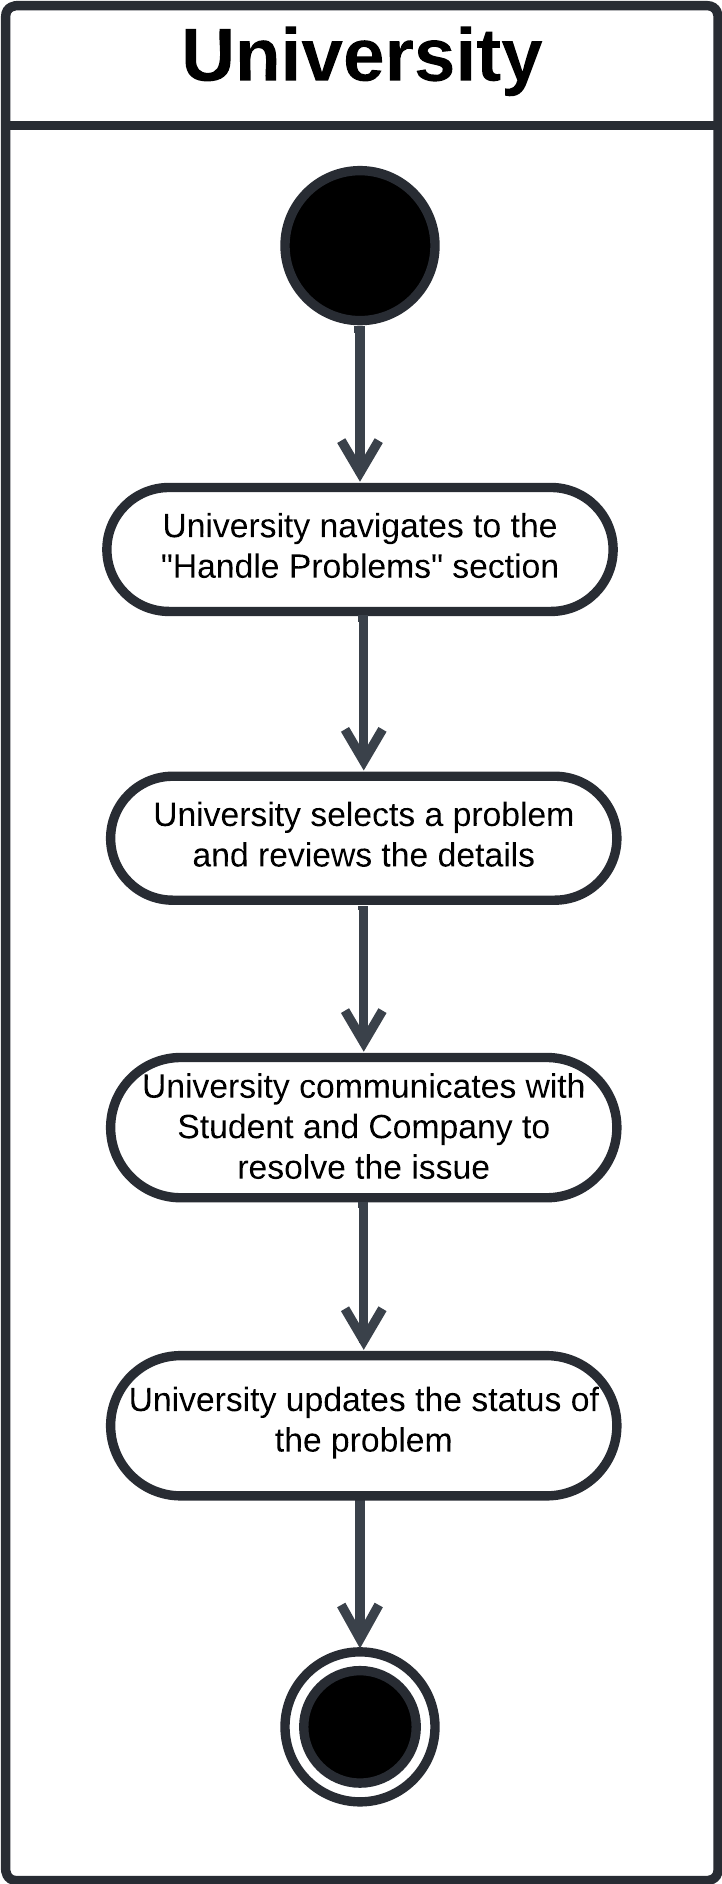 University
University navigates to the
"Handle Problems" section
University selects a problem
and reviews the details
University communicates with
Student and Company to
resolve the issue
University updates the status of
the problem